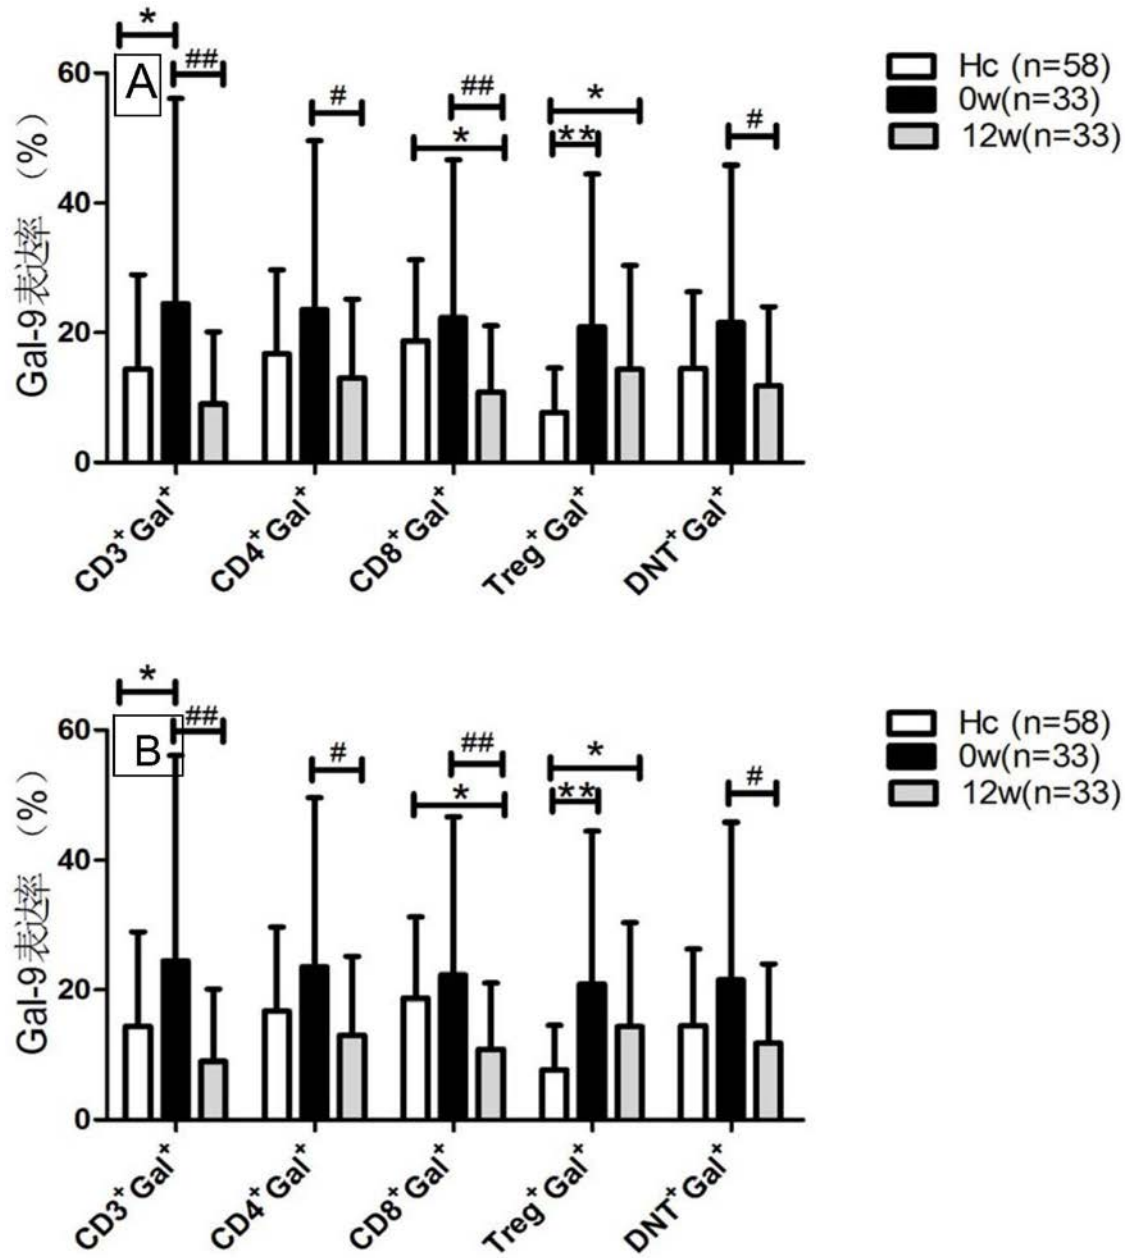 *
##
A
#
##
*
*
**
#
Hc (n=58)
0w(n=33)
12w(n=33)
Gal-9表达率 (%)
60
40
20
0
CD3⁺Gal⁺
CD4⁺Gal⁺
CD8⁺Gal⁺
Treg⁺Gal⁺
DNT⁺Gal⁺
*
##
B
#
##
*
*
**
#
Hc (n=58)
0w(n=33)
12w(n=33)
Gal-9表达率 (%)
60
40
20
0
CD3⁺Gal⁺
CD4⁺Gal⁺
CD8⁺Gal⁺
Treg⁺Gal⁺
DNT⁺Gal⁺